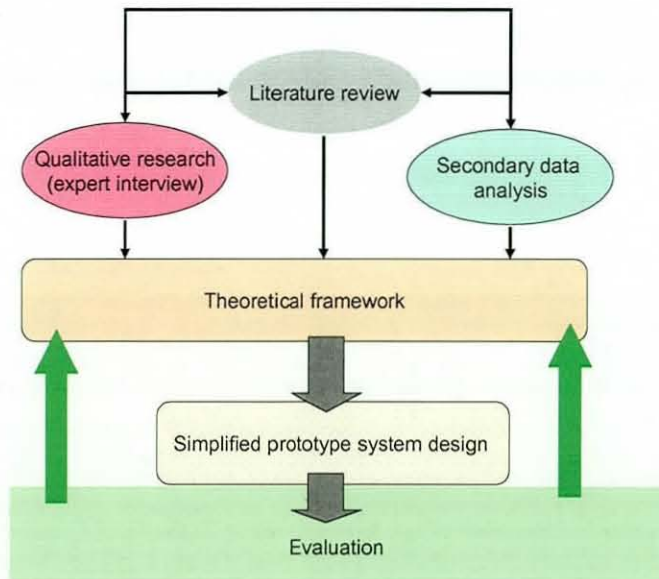 Literature review
Qualitative research
(expert interview)
Secondary data
analysis
Theoretical framework
Simplified prototype system design
Evaluation